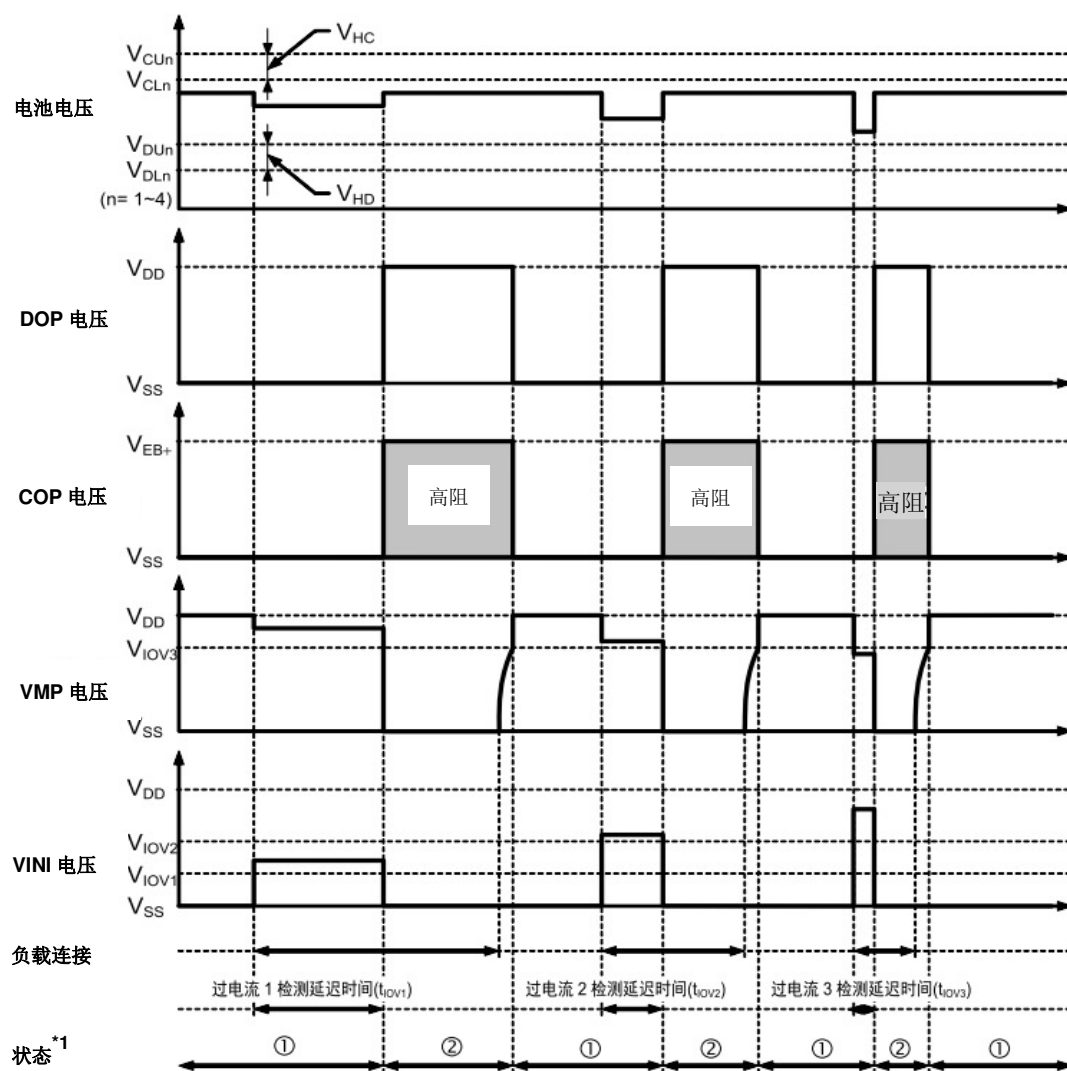 V_HC
V_CUn
V_CLn
电池电压
V_DUn
V_DLn
(n= 1~4)
V_HD
V_DD
DOP 电压
V_SS
V_EB+
COP 电压
高阻
高阻
高阻
V_SS
V_DD
V_IOV3
VMP 电压
V_SS
V_DD
V_IOV2
VINI 电压
V_IOV1
V_SS
负载连接
过电流 1 检测延迟时间(t_IOV1)
过电流 2 检测延迟时间(t_IOV2)
过电流 3 检测延迟时间(t_IOV3)
状态*1
① ② ① ② ① ② ①